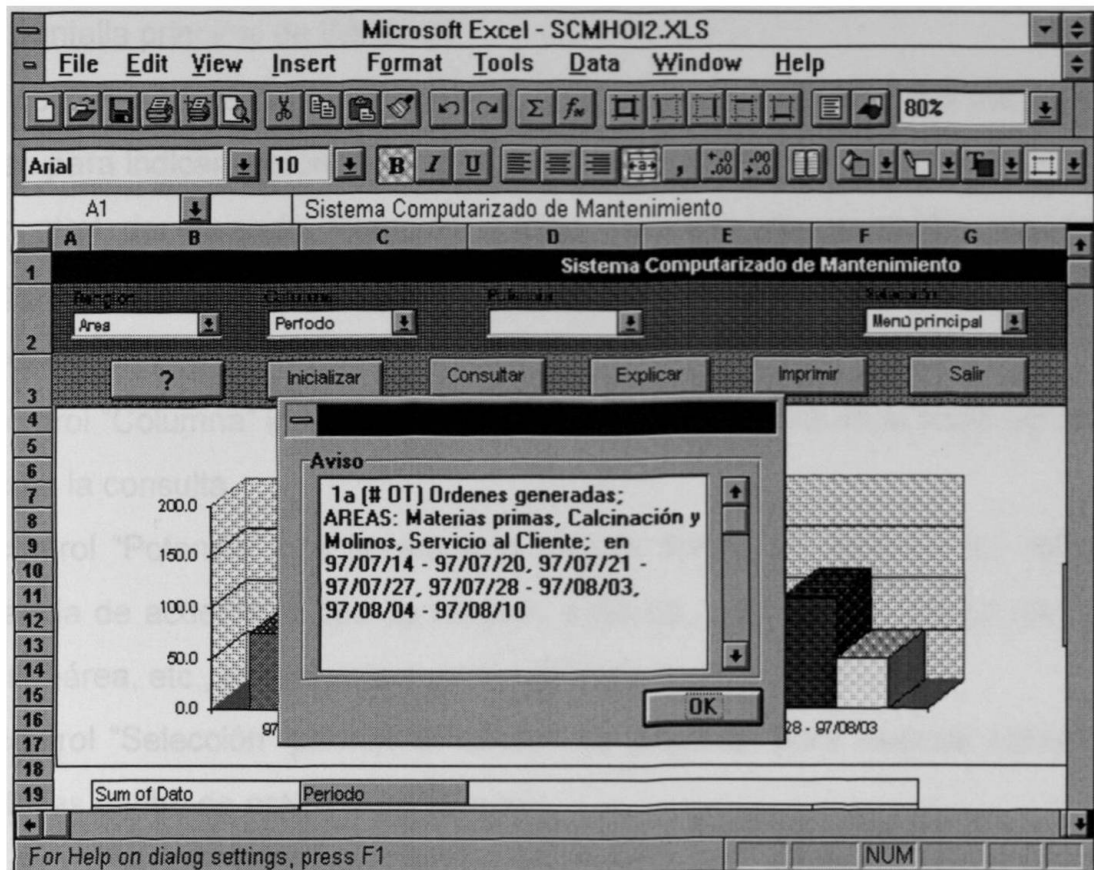 Microsoft Excel - SCMHOI2.XLS
File Edit View Insert Format Tools Data Window Help
80%
Arial 10 B I U
A1 Sistema Computarizado de Mantenimiento
A B C D E F G
1 Sistema Computarizado de Mantenimiento
Columna Selección
Area Período Menú principal
2
3 ? Inicializar Consultar Explicar Imprimir Salir
4
5
6
7
8
9
10
11
12
13
14
15
16
17
18
200.0
150.0
100.0
50.0
0.0
Aviso
1a (# OT) Ordenes generadas;
AREAS: Materias primas, Calcinación y
Molinos, Servicio al Cliente; en
97/07/14 - 97/07/20, 97/07/21 -
97/07/27, 97/07/28 - 97/08/03,
97/08/04 - 97/08/10
OK
97
28 - 97/08/03
19 Sum of Dato Periodo
For Help on dialog settings, press F1 NUM